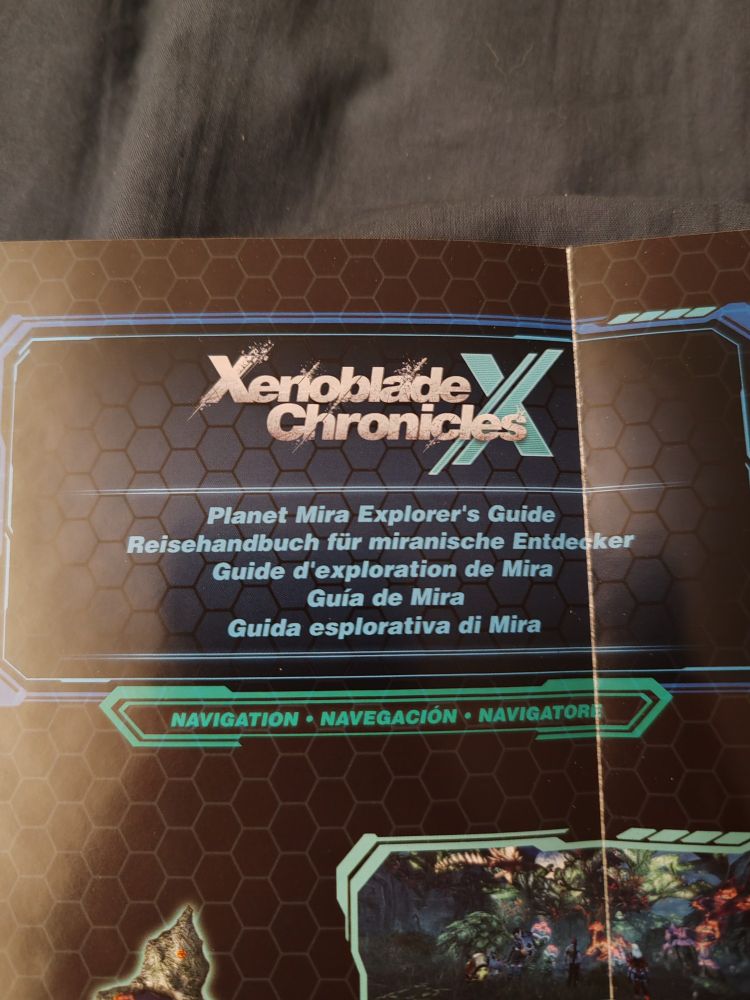 Xenoblade
Chronicles X
Planet Mira Explorer's Guide
Reisehandbuch für miranische Entdecker
Guide d'exploration de Mira
Guía de Mira
Guida esplorativa di Mira
NAVIGATION • NAVEGACIÓN • NAVIGATORE